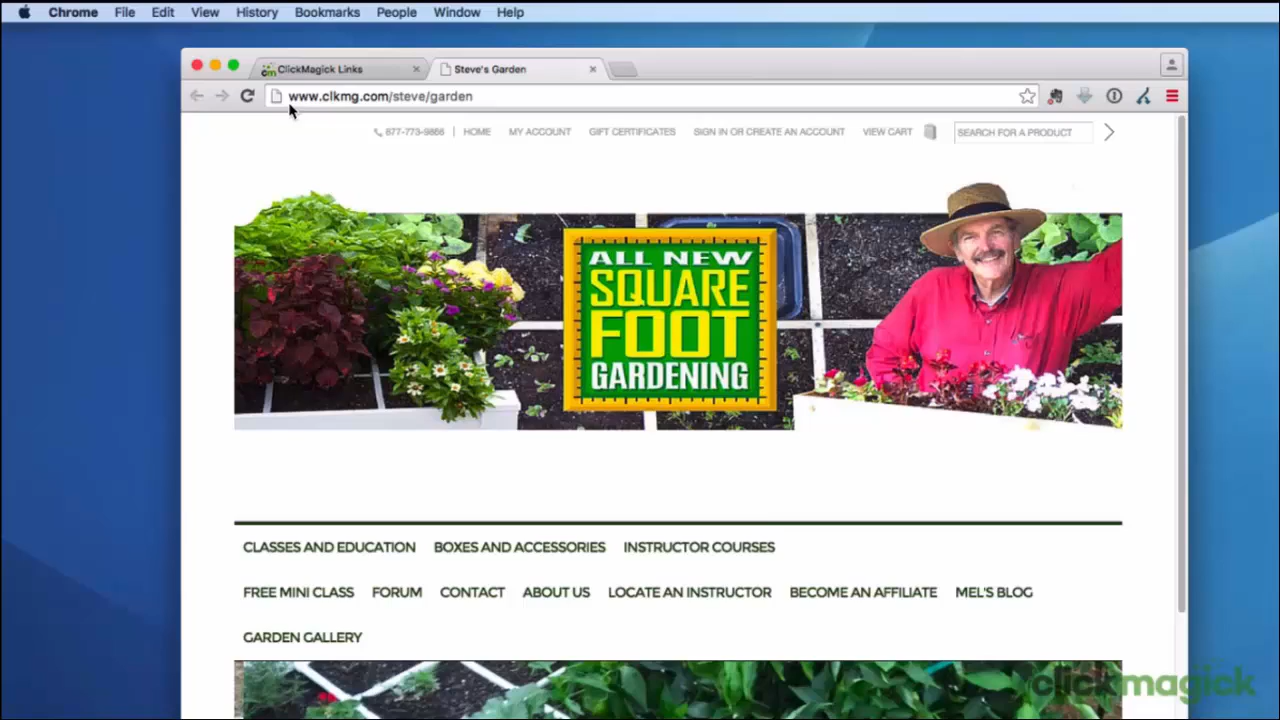 Chrome File Edit View History Bookmarks People Window Help
ClickMagick Links Steve's Garden
www.clkmg.com/steve/garden
877-773-9866 HOME MY ACCOUNT GIFT CERTIFICATES SIGN IN OR CREATE AN ACCOUNT VIEW CART SEARCH FOR A PRODUCT
ALL NEW
SQUARE
FOOT
GARDENING
CLASSES AND EDUCATION BOXES AND ACCESSORIES INSTRUCTOR COURSES
FREE MINI CLASS FORUM CONTACT ABOUT US LOCATE AN INSTRUCTOR BECOME AN AFFILIATE MEL'S BLOG
GARDEN GALLERY
clickmagick